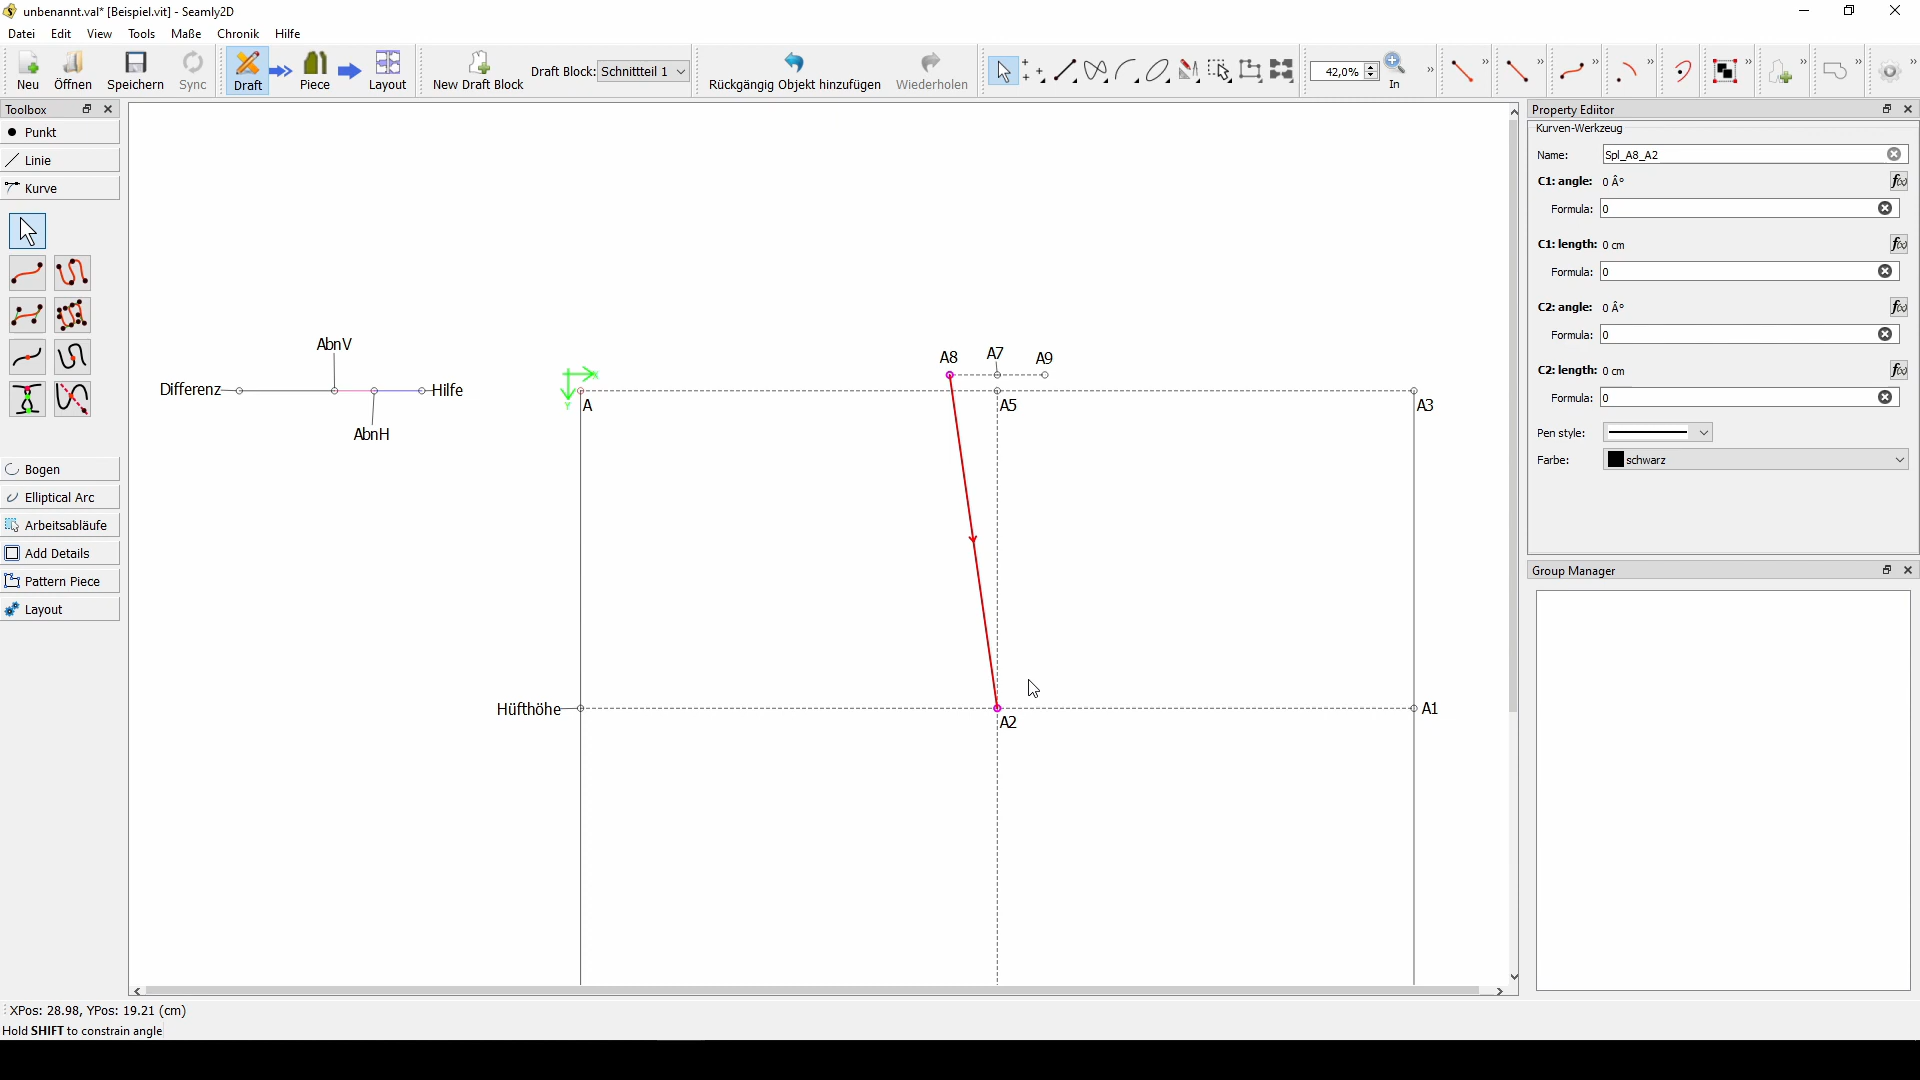 unbenannt.val* [Beispiel.vit] - Seamly2D
Datei Edit View Tools Maße Chronik Hilfe
Neu Öffnen Speichern Sync Draft Piece Layout New Draft Block Draft Block: Schnittteil 1 Rückgängig Objekt hinzufügen Wiederholen 42,0% In
Toolbox
Punkt
Linie
Kurve
Bogen
Elliptical Arc
Arbeitsabläufe
Add Details
Pattern Piece
Layout
AbnV
Differenz
Hilfe
AbnH
X
Y
A
A8
A7
A9
A5
A3
Hüfthöhe
A2
A1
Property Ediitor
Kurven-Werkzeug
Name: Spl_A8_A2
C1: angle: 0 Â° f(x)
Formula: 0
C1: length: 0 cm f(x)
Formula: 0
C2: angle: 0 Â° f(x)
Formula: 0
C2: length: 0 cm f(x)
Formula: 0
Pen style:
Farbe: schwarz
Group Manager
XPos: 28.98, YPos: 19.21 (cm)
Hold SHIFT to constrain angle